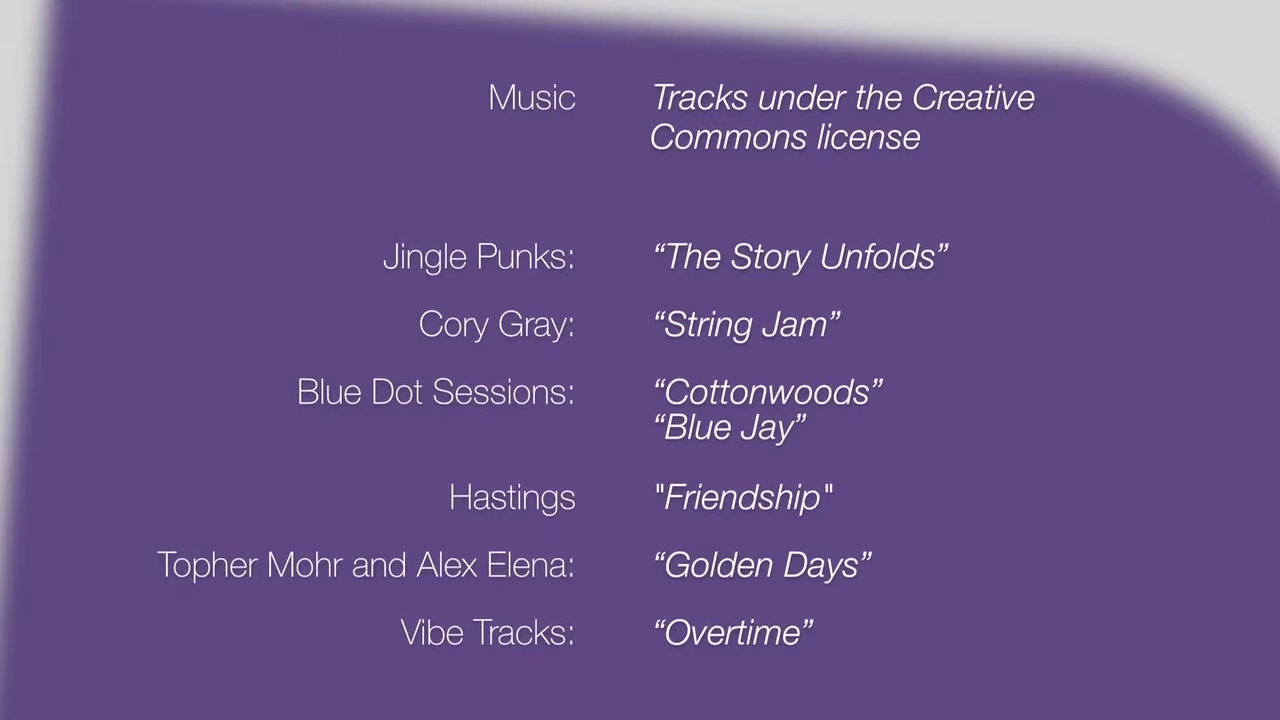 Music Tracks under the Creative
Commons license
Jingle Punks: “The Story Unfolds”
Cory Gray: “String Jam”
Blue Dot Sessions: “Cottonwoods”
“Blue Jay”
Hastings "Friendship"
Topher Mohr and Alex Elena: “Golden Days”
Vibe Tracks: “Overtime”